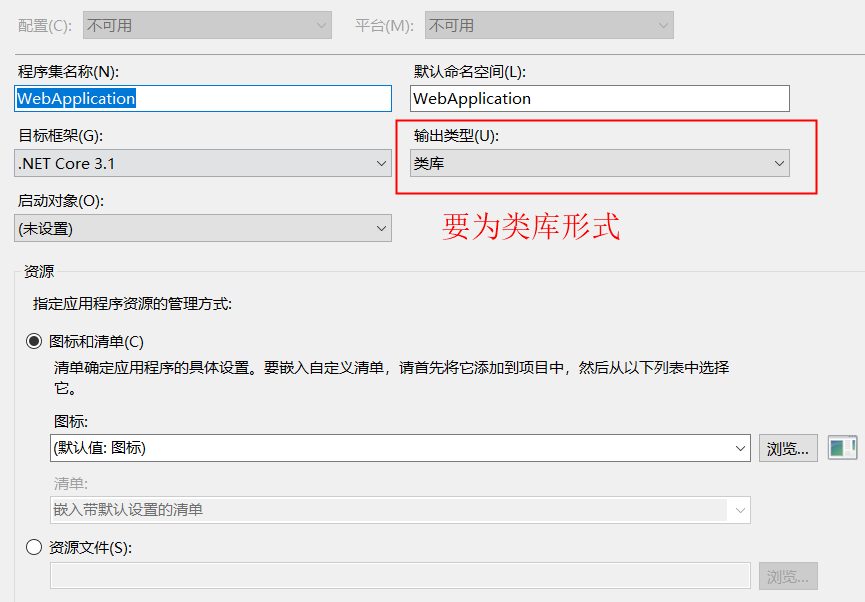 配置(C): 不可用 平台(M): 不可用
程序集名称(N): 默认命名空间(L):
WebApplication WebApplication
目标框架(G): 输出类型(U):
.NET Core 3.1 类库
启动对象(O):
(未设置) 要为类库形式
资源
指定应用程序资源的管理方式:
图标和清单(C)
清单确定应用程序的具体设置。要嵌入自定义清单，请首先将它添加到项目中，然后从以下列表中选择
它。
图标:
(默认值: 图标) 浏览...
清单:
嵌入带默认设置的清单
资源文件(S):
浏览...